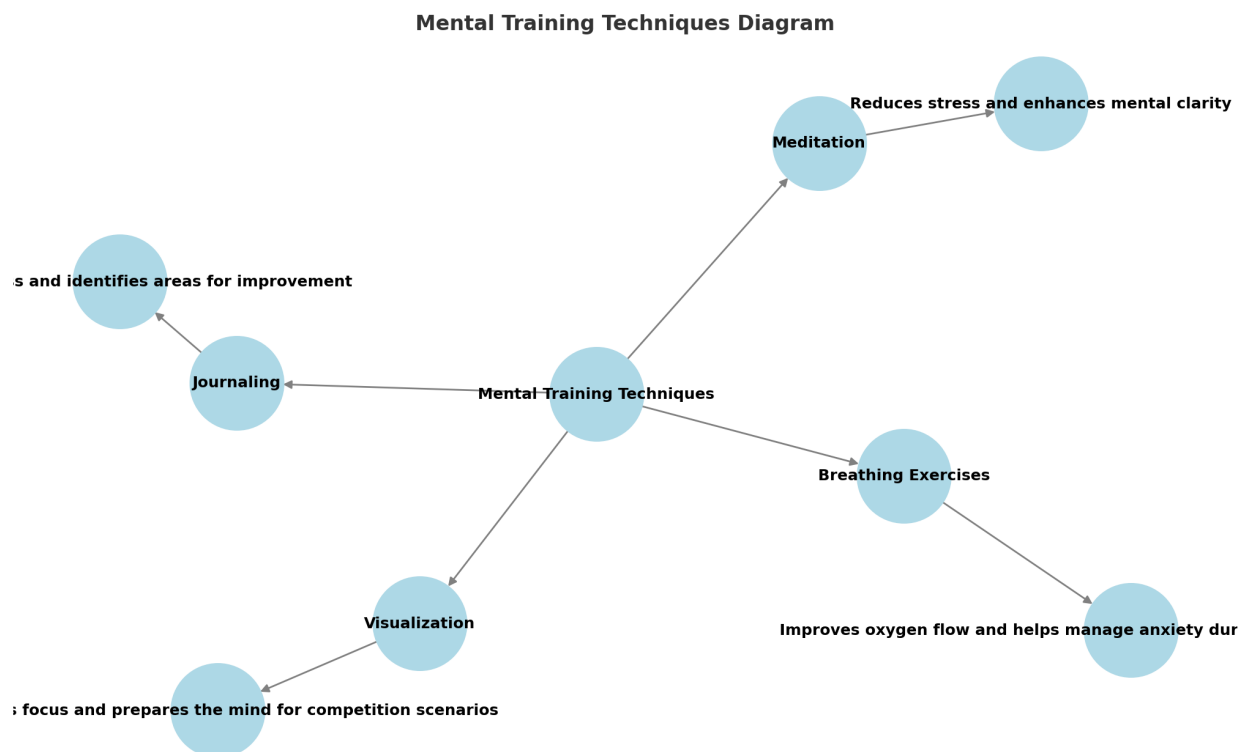 Mental Training Techniques Diagram
Reduces stress and enhances mental clarity
Meditation
and identifies areas for improvement
Journaling
Mental Training Techniques
Breathing Exercises
Visualization
Improves oxygen flow and helps manage anxiety dur
focus and prepares the mind for competition scenarios